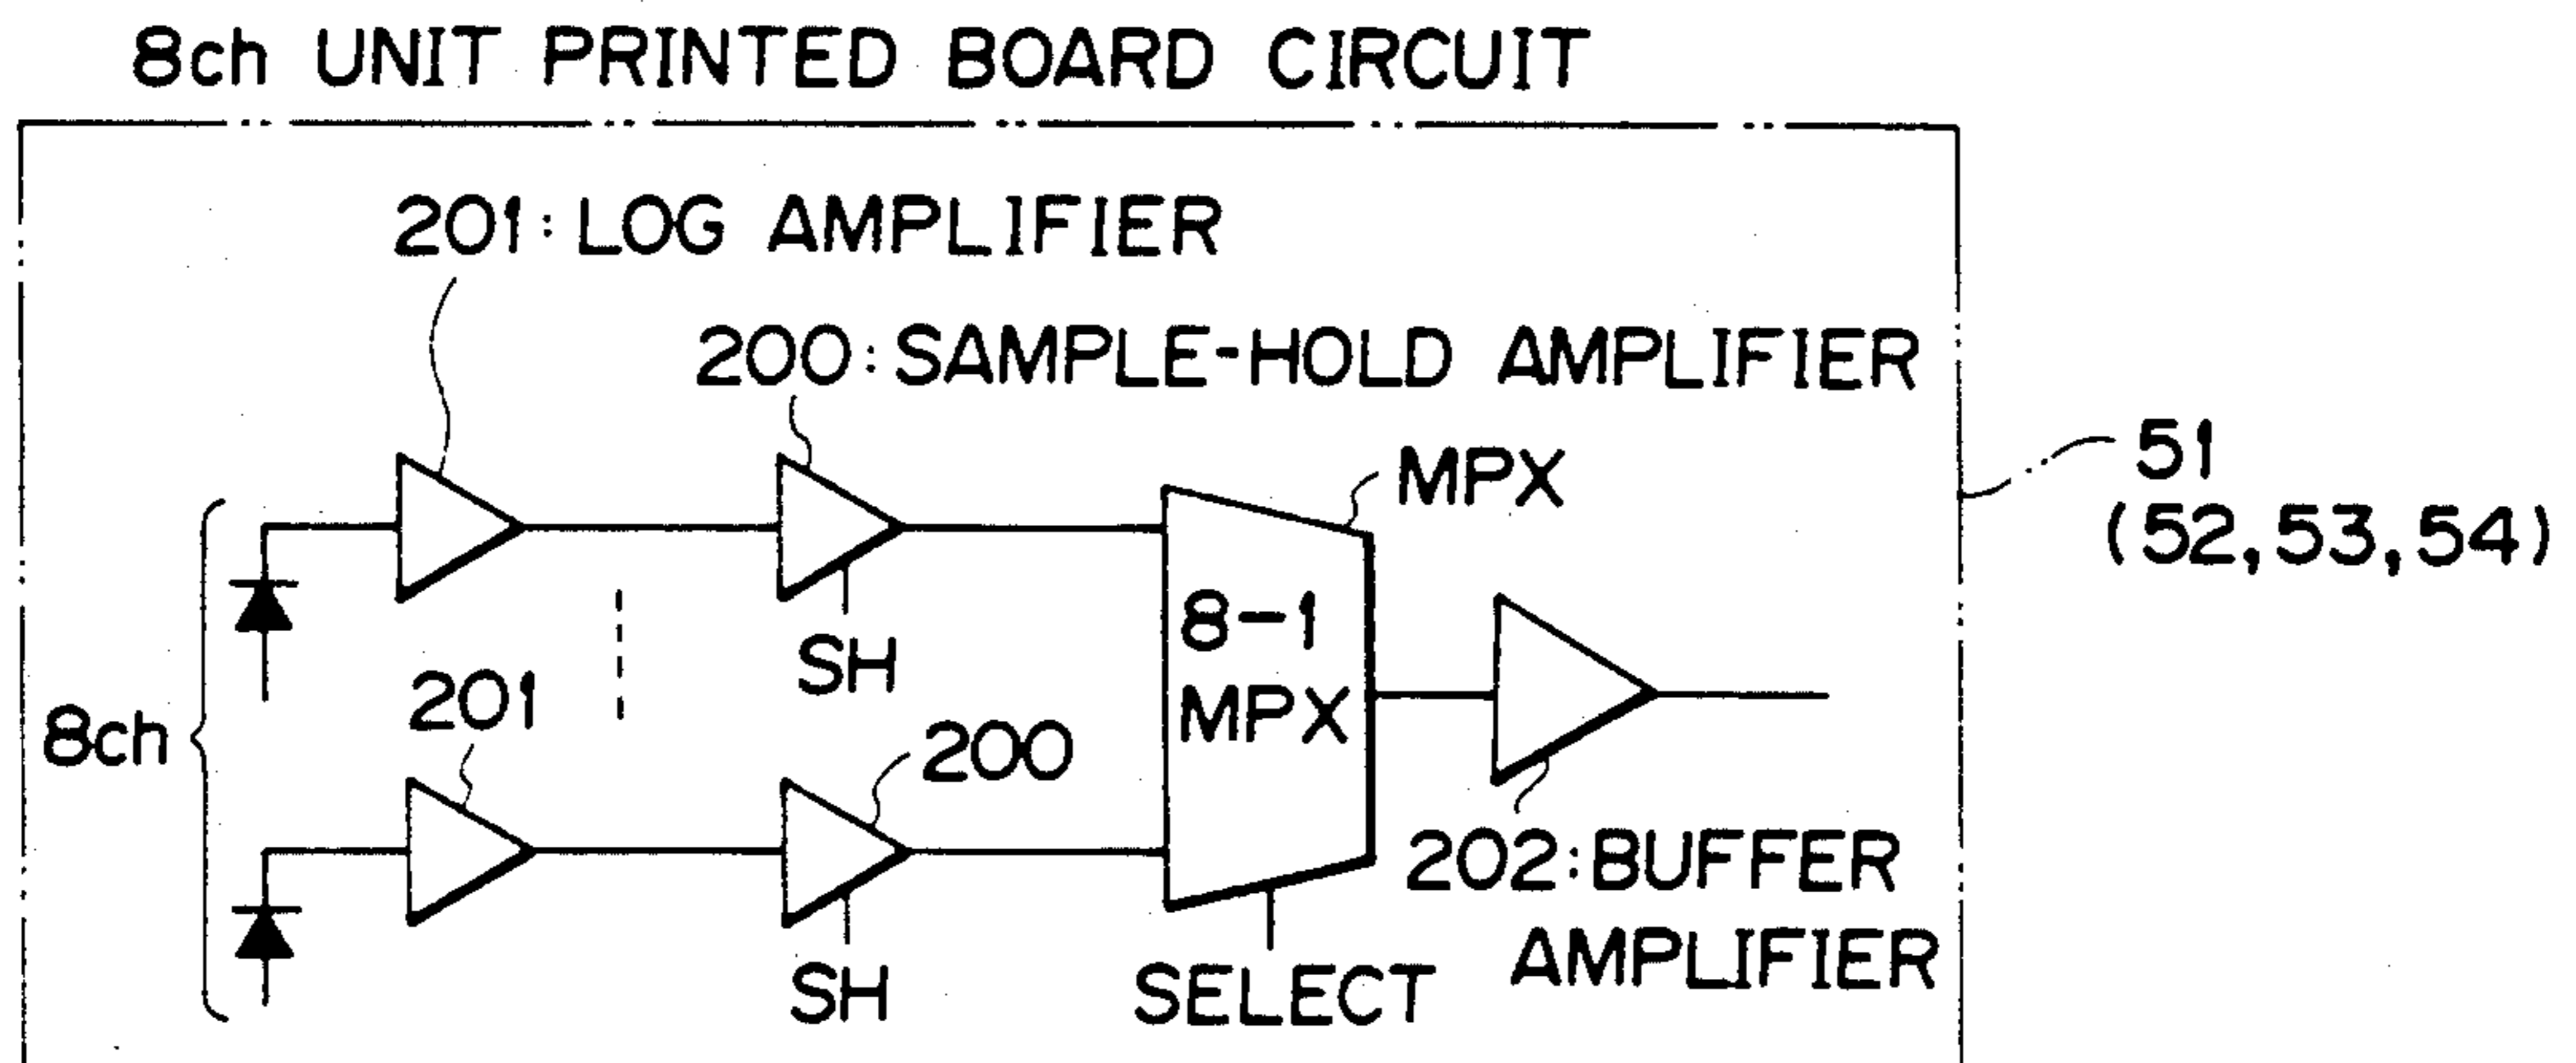 8ch UNIT PRINTED BOARD CIRCUIT
201: LOG AMPLIFIER
200: SAMPLE-HOLD AMPLIFIER
MPX
51
(52,53,54)
8-1
MPX
SH
201
8ch
200
202: BUFFER
AMPLIFIER
SH
SELECT